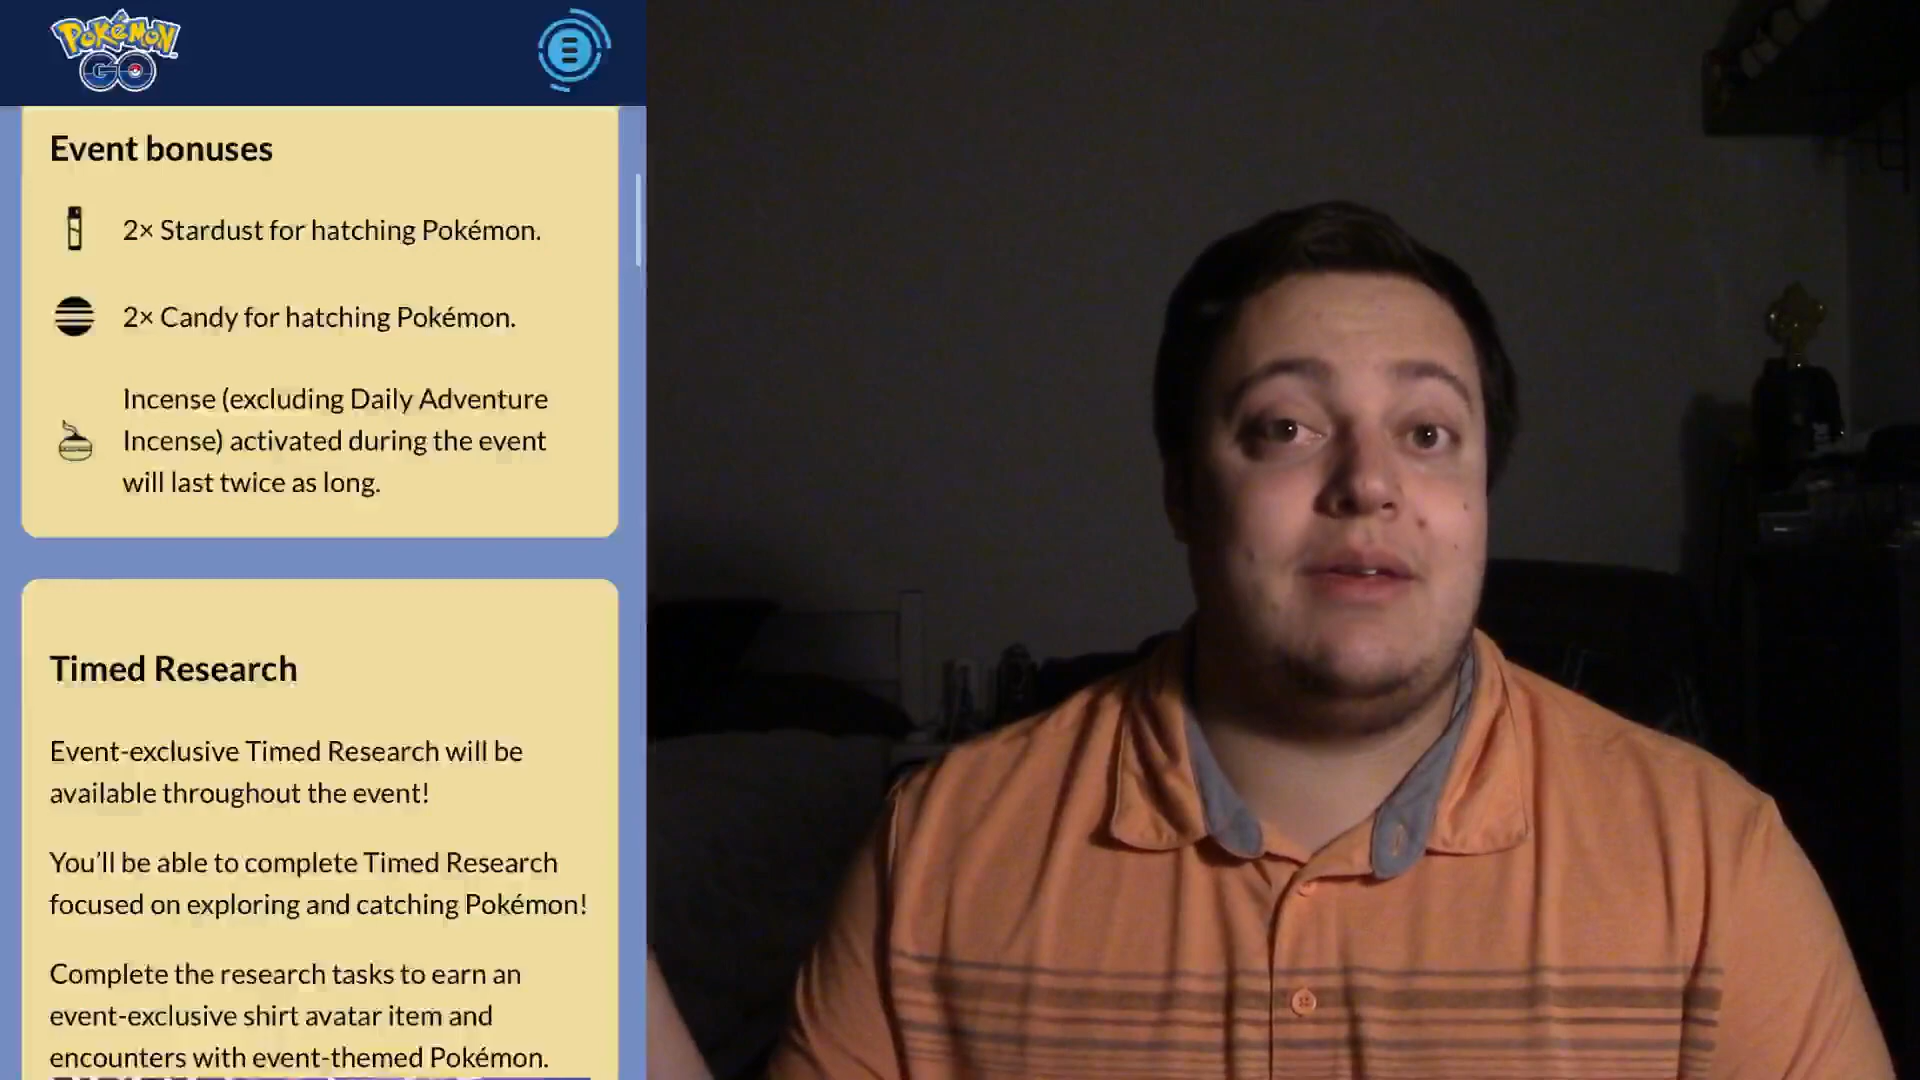 POKÉMON
GO
Event bonuses
2× Stardust for hatching Pokémon.
2× Candy for hatching Pokémon.
Incense (excluding Daily Adventure
Incense) activated during the event
will last twice as long.
Timed Research
Event-exclusive Timed Research will be
available throughout the event!
You’ll be able to complete Timed Research
focused on exploring and catching Pokémon!
Complete the research tasks to earn an
event-exclusive shirt avatar item and
encounters with event-themed Pokémon.